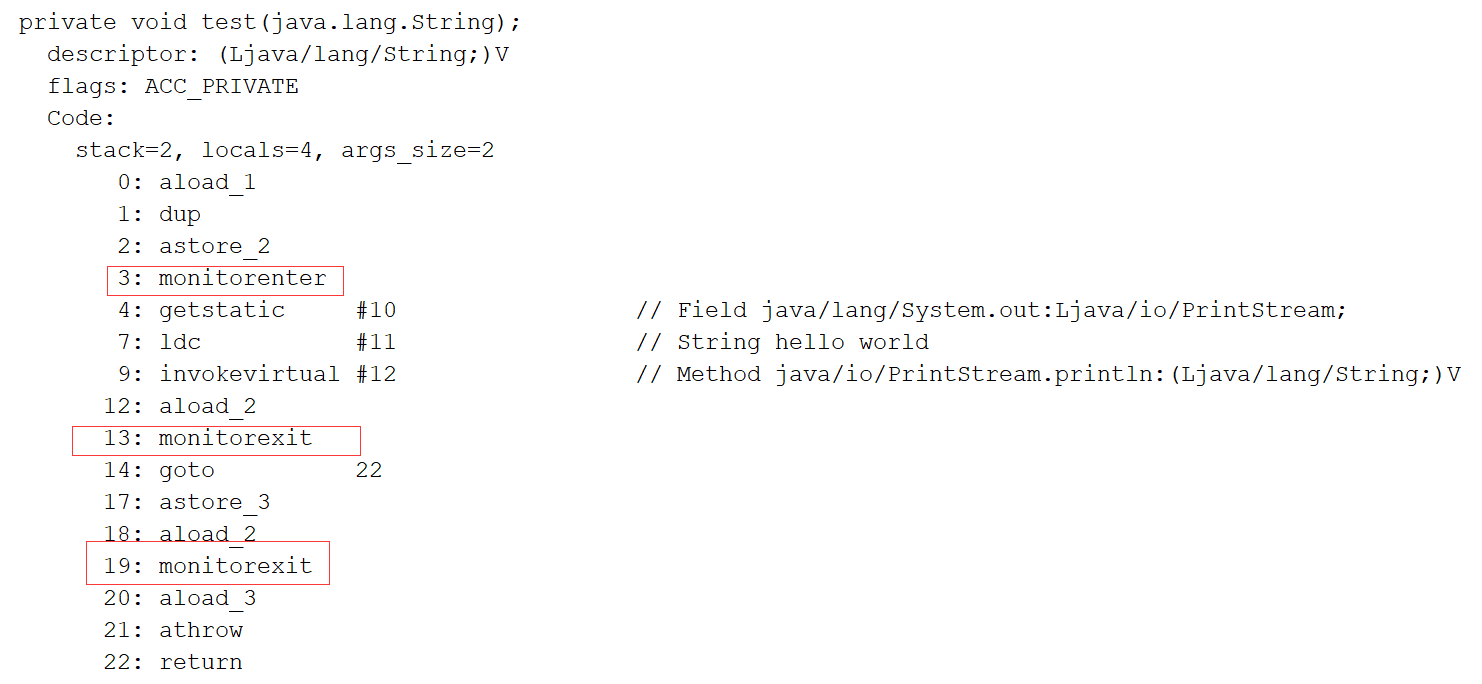 private void test(java.lang.String);
descriptor: (Ljava/lang/String;)V
flags: ACC_PRIVATE
Code:
stack=2, locals=4, args_size=2
0: aload_1
1: dup
2: astore_2
3: monitorenter
4: getstatic #10 // Field java/lang/System.out:Ljava/io/PrintStream;
7: ldc #11 // String hello world
9: invokevirtual #12 // Method java/io/PrintStream.println:(Ljava/lang/String;)V
12: aload_2
13: monitorexit
14: goto 22
17: astore_3
18: aload_2
19: monitorexit
20: aload_3
21: athrow
22: return